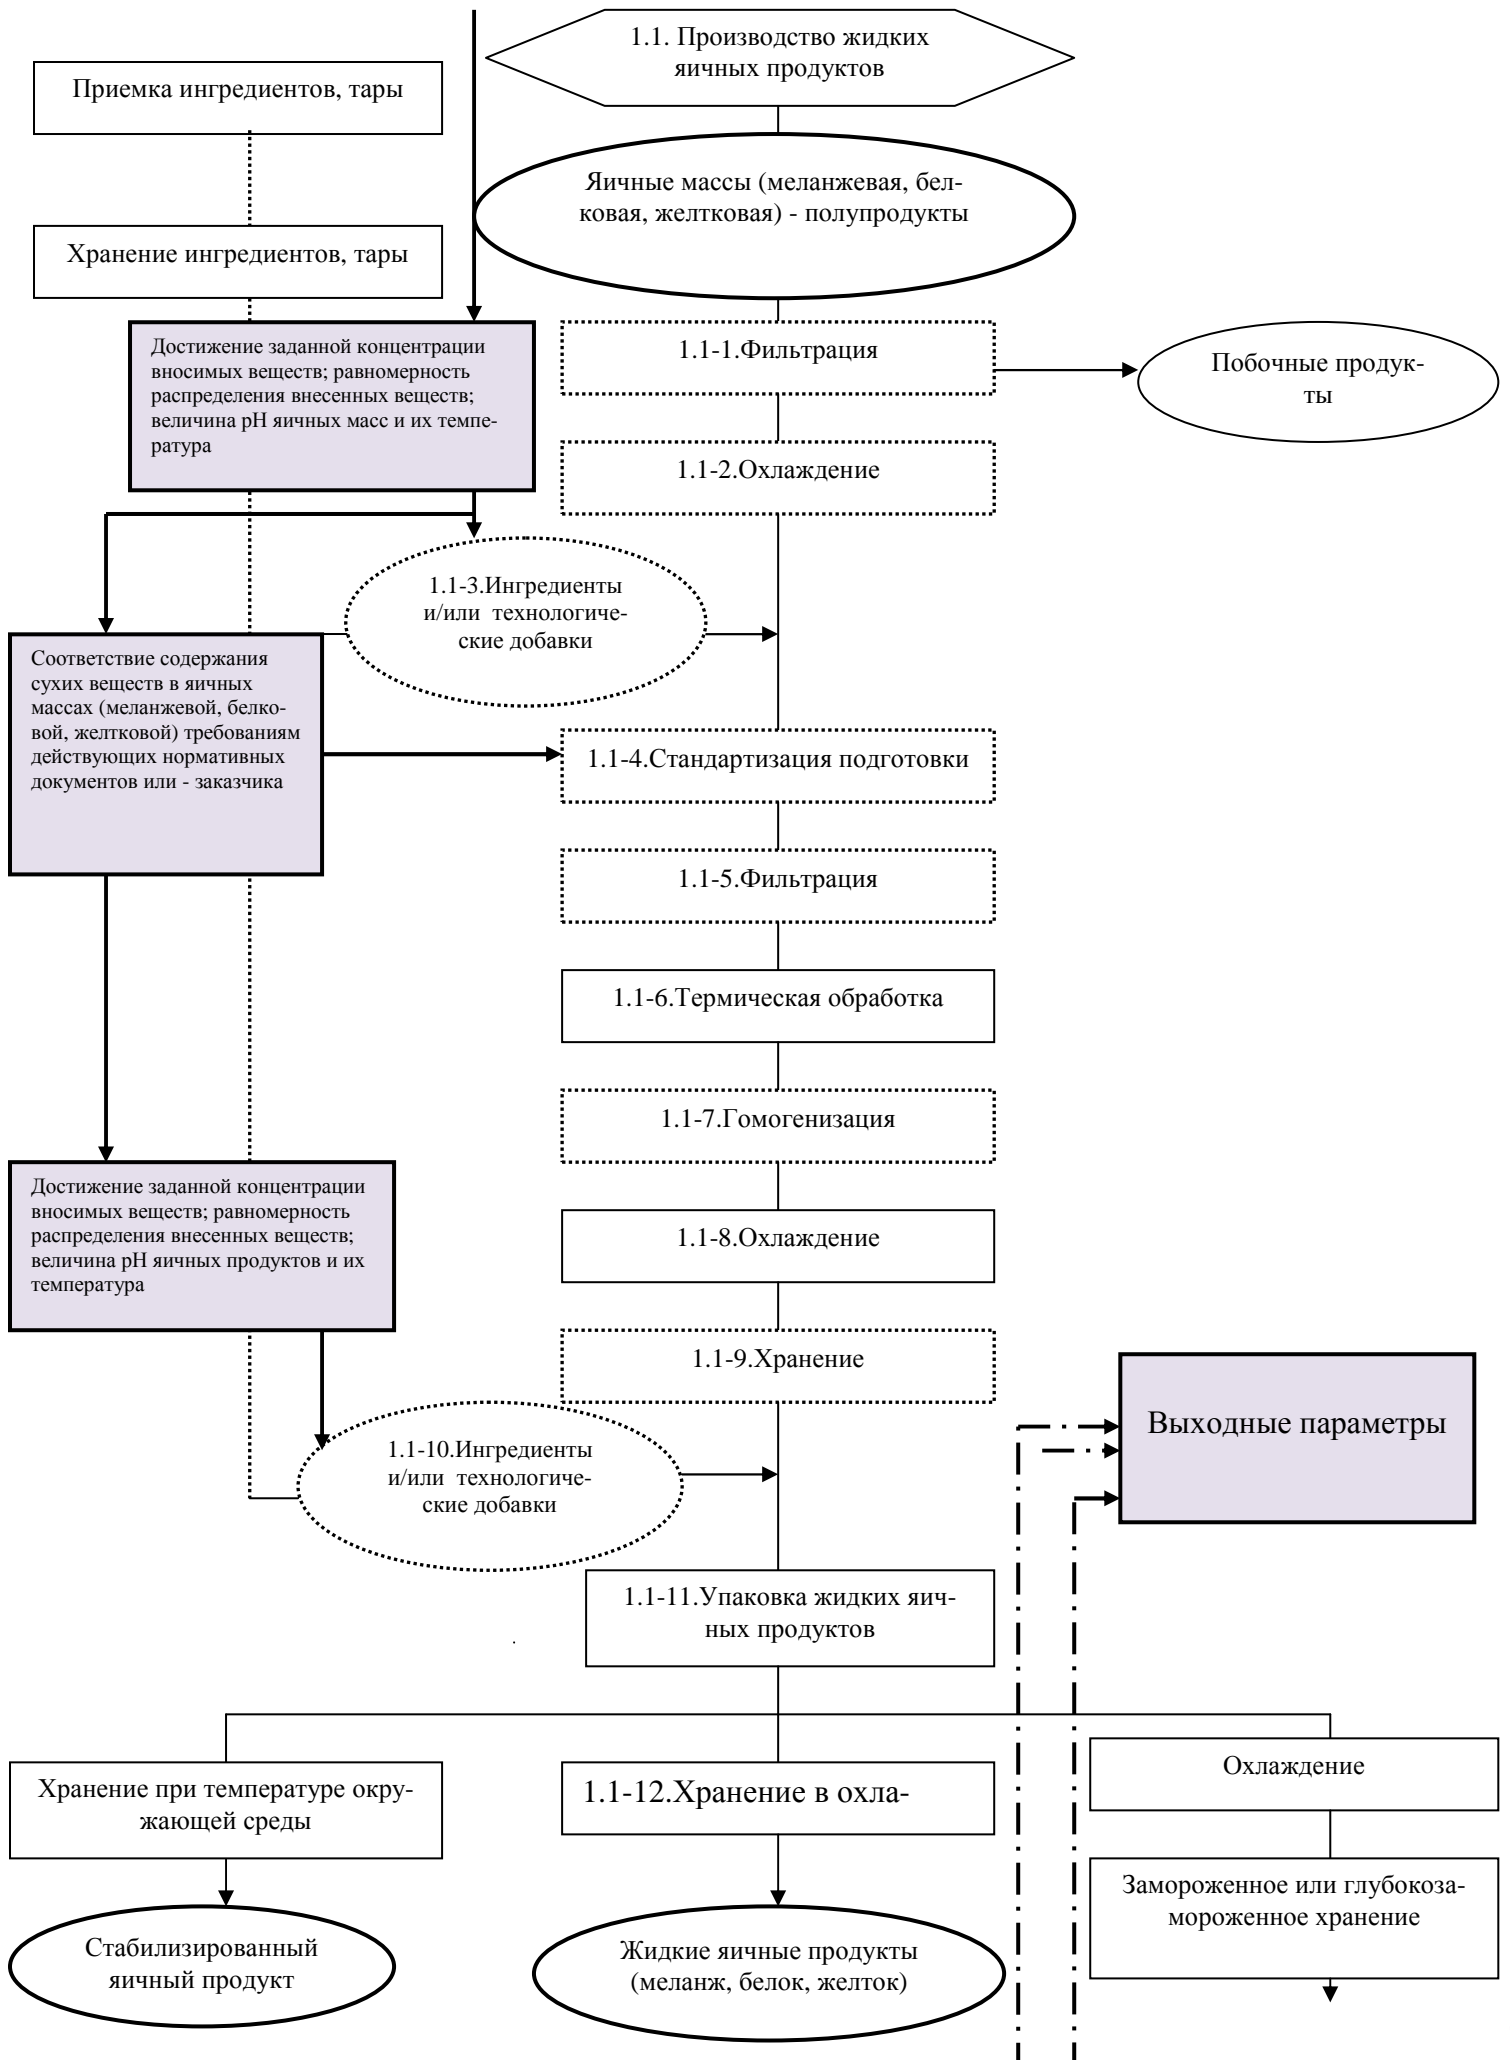 1.1. Производство жидких
яичных продуктов
Приемка ингредиентов, тары
Яичные массы (меланжевая, бел-
ковая, желтковая) - полупродукты
Хранение ингредиентов, тары
Достижение заданной концентрации
вносимых веществ; равномерность
распределения внесенных веществ;
величина pH яичных масс и их темпе-
ратура
1.1-1.Фильтрация
Побочные продук-
ты
1.1-2.Охлаждение
1.1-3.Ингредиенты
и/или технологиче-
ские добавки
Соответствие содержания
сухих веществ в яичных
массах (меланжевой, белко-
вой, желтковой) требованиям
действующих нормативных
документов или - заказчика
1.1-4.Стандартизация подготовки
1.1-5.Фильтрация
1.1-6.Термическая обработка
1.1-7.Гомогенизация
Достижение заданной концентрации
вносимых веществ; равномерность
распределения внесенных веществ;
величина pH яичных продуктов и их
температура
1.1-8.Охлаждение
1.1-9.Хранение
Выходные параметры
1.1-10.Ингредиенты
и/или технологиче-
ские добавки
1.1-11.Упаковка жидких яич-
ных продуктов
Хранение при температуре окру-
жающей среды
1.1-12.Хранение в охла-
Охлаждение
Замороженное или глубокоза-
мороженное хранение
Стабилизированный
яичный продукт
Жидкие яичные продукты
(меланж, белок, желток)